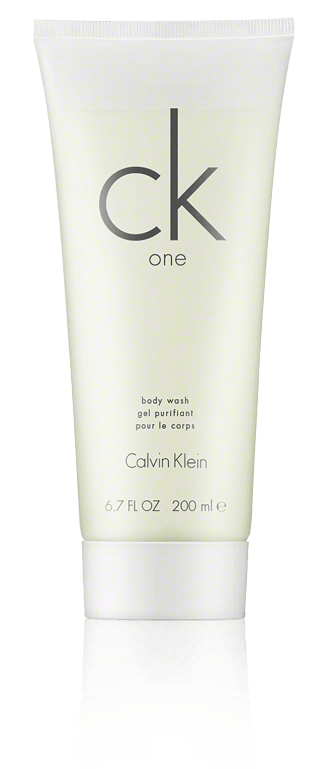 ck
one
body wash
gel purifiant
pour le corps
Calvin Klein
6.7 FL OZ 200 ml ℮